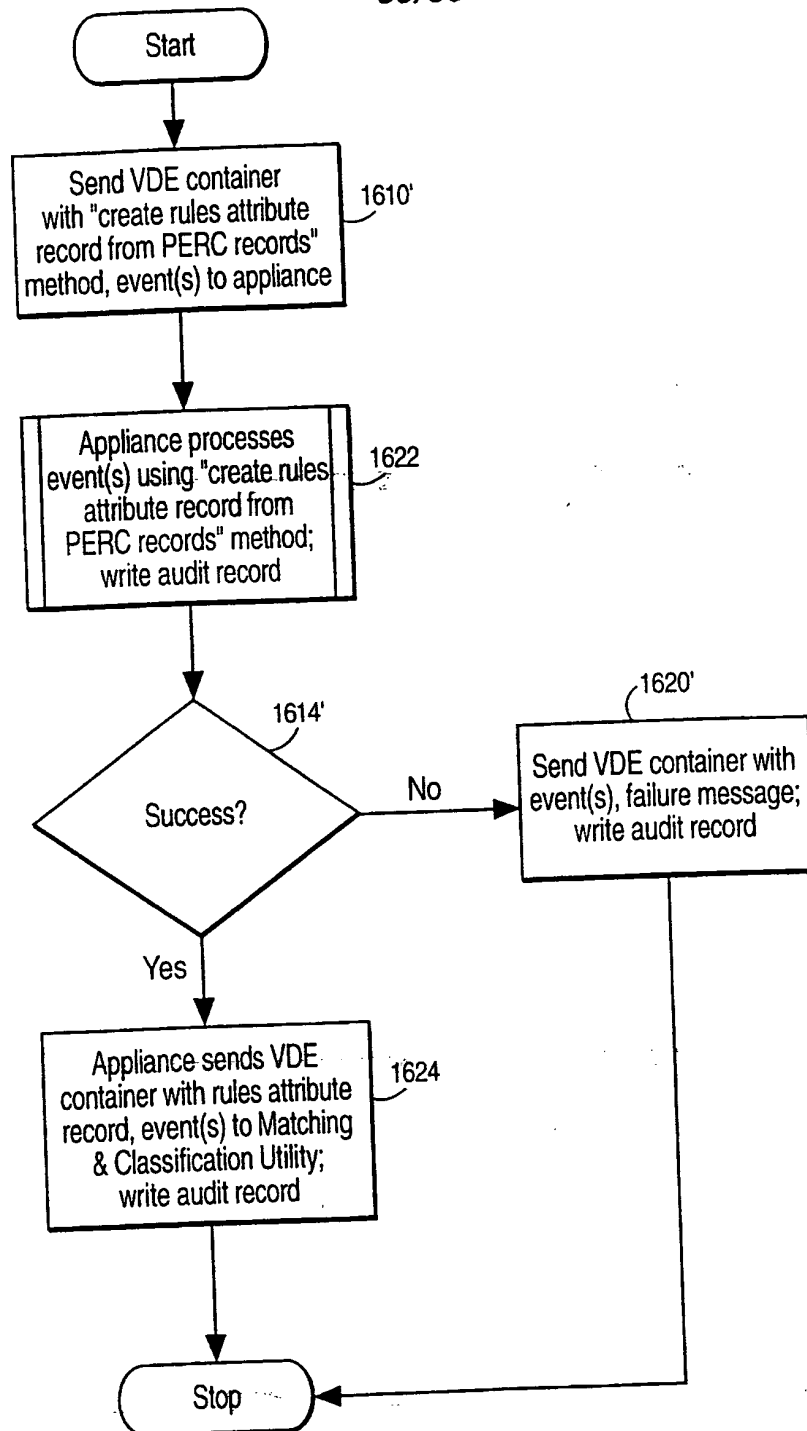 Start
Send VDE container
with "create rules attribute
record from PERC records"
method, event(s) to appliance
1610'
Appliance processes
event(s) using "create rules
attribute record from
PERC records" method;
write audit record
1622
Success?
1614'
No
1620'
Send VDE container with
event(s), failure message;
write audit record
Yes
Appliance sends VDE
container with rules attribute
record, event(s) to Matching
& Classification Utility;
write audit record
1624
Stop